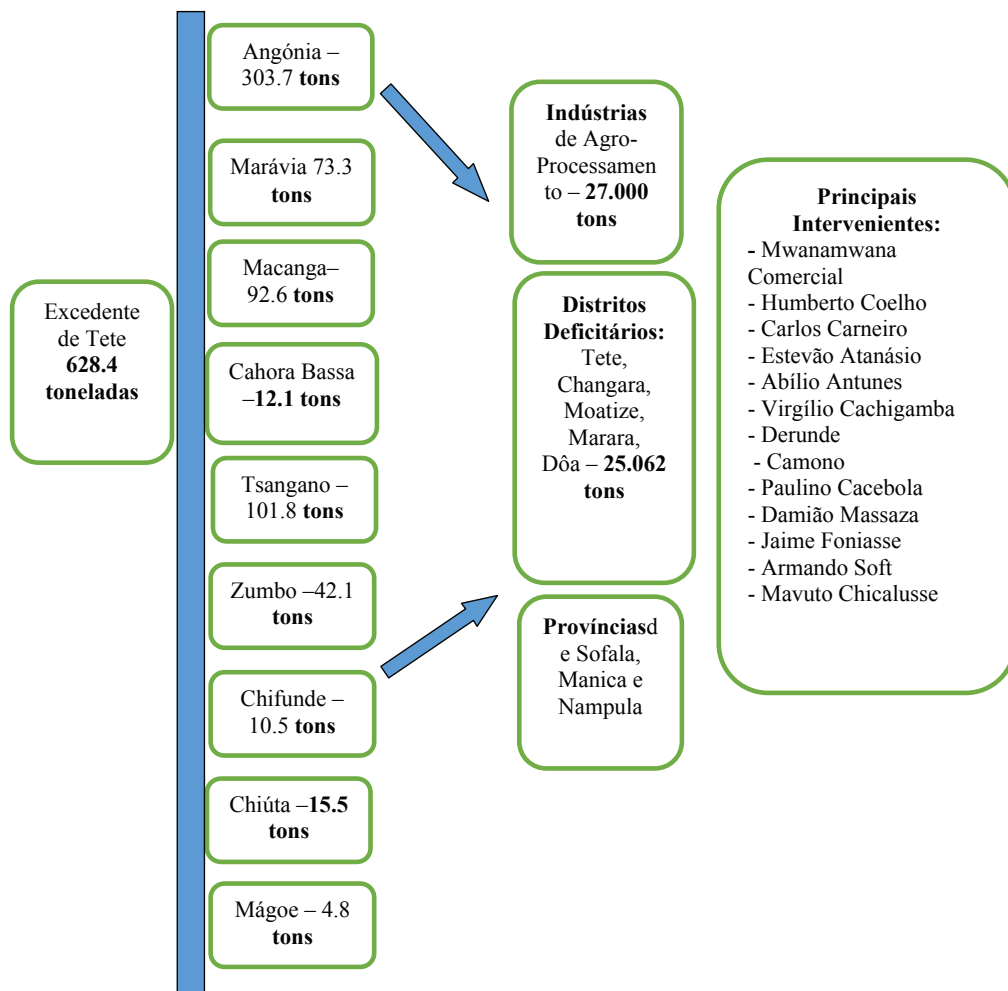 Excedente
de Tete
628.4
toneladas
Angónia –
303.7 tons
Marávia 73.3
tons
Macanga–
92.6 tons
Cahora Bassa
–12.1 tons
Tsangano –
101.8 tons
Zumbo –42.1
tons
Chifunde –
10.5 tons
Chiúta –15.5
tons
Mágoe – 4.8
tons
Indústrias
de Agro-
Processamen
to – 27.000
tons
Distritos
Deficitários:
Tete,
Changara,
Moatize,
Marara,
Dôa – 25.062
tons
Provínciasd
e Sofala,
Manica e
Nampula
Principais
Intervenientes:
- Mwanamwana
Comercial
- Humberto Coelho
- Carlos Carneiro
- Estevão Atanásio
- Abílio Antunes
- Virgílio Cachigamba
- Derunde
- Camono
- Paulino Cacebola
- Damião Massaza
- Jaime Foniasse
- Armando Soft
- Mavuto Chicalusse